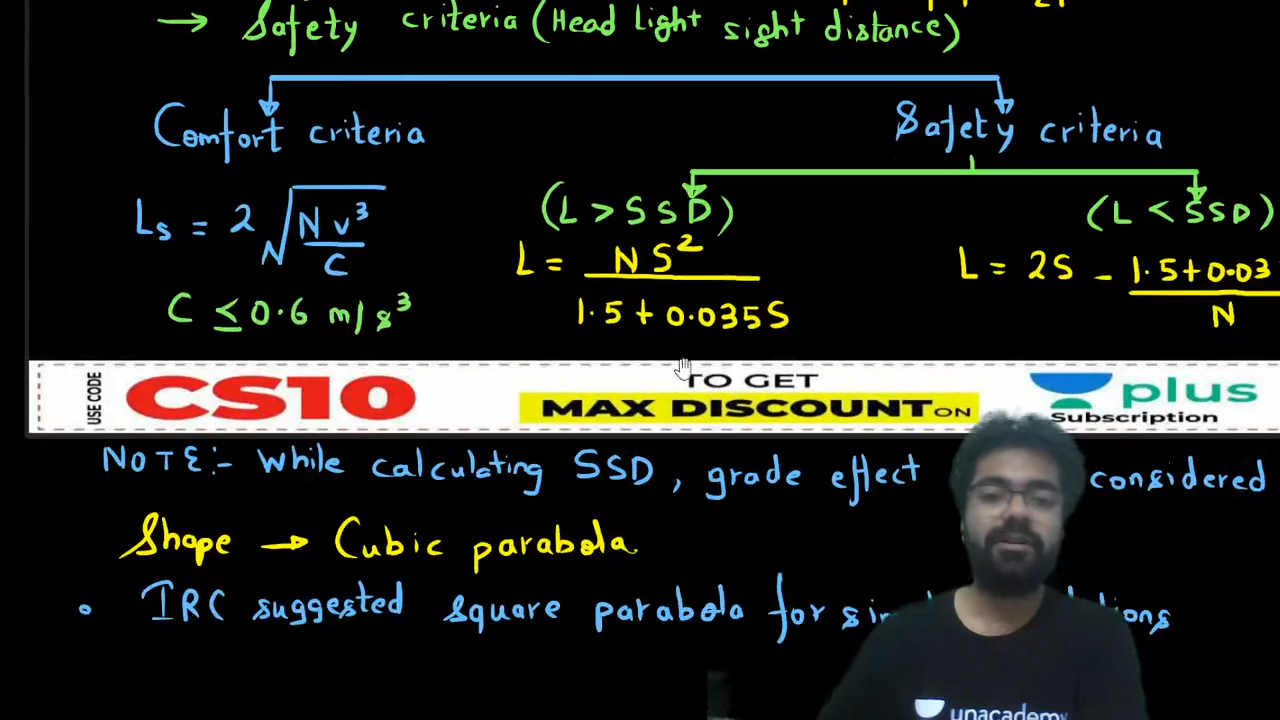 → Safety criteria (Head light sight distance)
Comfort criteria
Safety criteria
Ls = 2 √(N v³ / C)
C ≤ 0.6 m/s³
(L > SSD)
L = N S² / 1.5 + 0.035S
(L < SSD)
L = 2S - 1.5+0.03 / N
USE CODE
CS10
TO GET
MAX DISCOUNT ON
plus
Subscription
NOTE:- While calculating SSD, grade effect considered
Shape → Cubic parabola
• IRC suggested square parabola for
unacademy